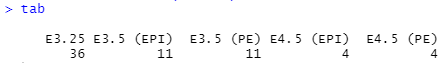 > tab
E3.25 E3.5 (EPI) E3.5 (PE) E4.5 (EPI) E4.5 (PE)
36 11 11 4 4